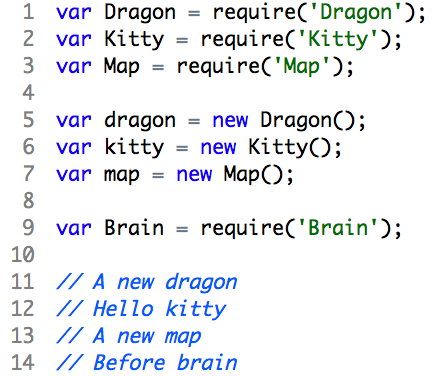 1 var Dragon = require('Dragon');
2 var Kitty = require('Kitty');
3 var Map = require('Map');
4
5 var dragon = new Dragon();
6 var kitty = new Kitty();
7 var map = new Map();
8
9 var Brain = require('Brain');
10
11 // A new dragon
12 // Hello kitty
13 // A new map
14 // Before brain